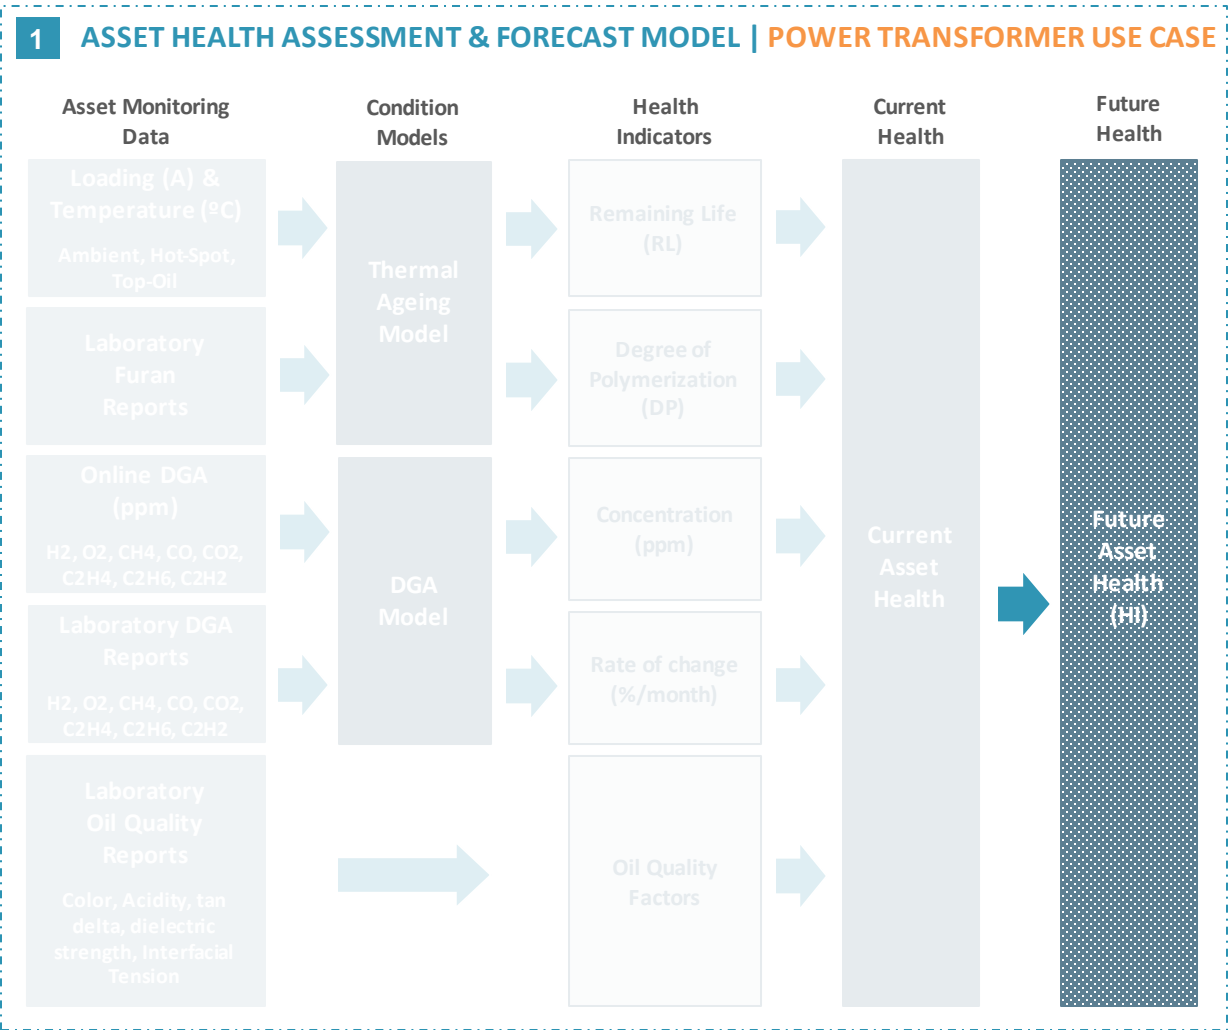 1 ASSET HEALTH ASSESSMENT & FORECAST MODEL | POWER TRANSFORMER USE CASE
Asset Monitoring
Data
Condition
Models
Health
Indicators
Current
Health
Future
Health
Loading (A) &
Temperature (ºC)
Ambient, Hot-Spot,
Top-Oil
Laboratory
Furan
Reports
Online DGA
(ppm)
H2, O2, CH4, CO, CO2,
C2H4, C2H6, C2H2
Laboratory DGA
Reports
H2, O2, CH4, CO, CO2,
C2H4, C2H6, C2H2
Laboratory
Oil Quality
Reports
Color, Acidity, tan
delta, dielectric
strength, Interfacial
Tension
Thermal
Ageing
Model
DGA
Model
Remaining Life
(RL)
Degree of
Polymerization
(DP)
Concentration
(ppm)
Rate of change
(%/month)
Oil Quality
Factors
Current
Asset
Health
Future
Asset
Health
(HI)